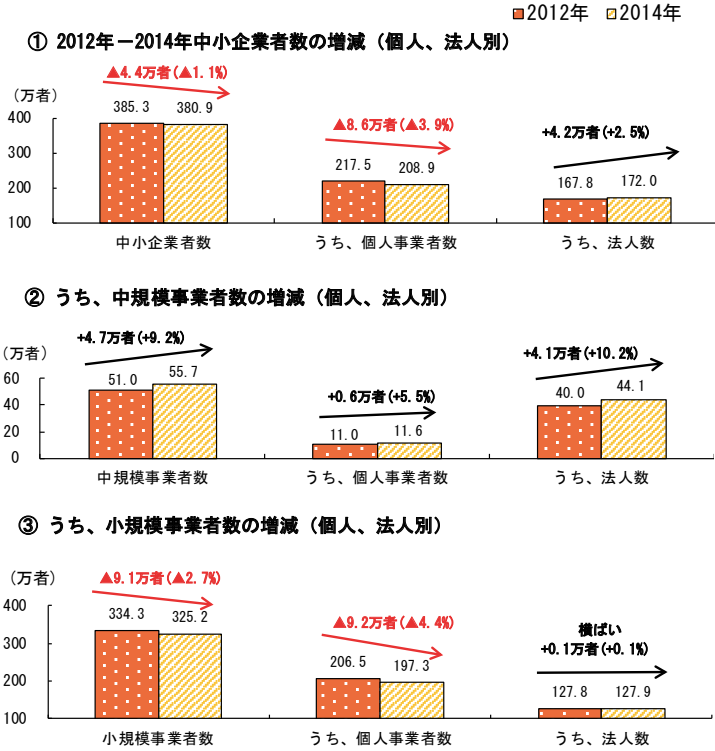 2012年 2014年
① 2012年－2014年中小企業者数の増減（個人、法人別）
▲4.4万者(▲1.1%)
(万者)
385.3 380.9
▲8.6万者(▲3.9%)
217.5 208.9
+4.2万者(+2.5%)
167.8 172.0
400
300
200
100
中小企業者数 うち、個人事業者数 うち、法人数
② うち、中規模事業者数の増減（個人、法人別）
+4.7万者(+9.2%)
(万者)
51.0 55.7
+0.6万者(+5.5%)
11.0 11.6
+4.1万者(+10.2%)
40.0 44.1
60
40
20
0
中規模事業者数 うち、個人事業者数 うち、法人数
③ うち、小規模事業者数の増減（個人、法人別）
(万者)
▲9.1万者(▲2.7%)
334.3 325.2
▲9.2万者(▲4.4%)
206.5 197.3
横ばい
+0.1万者(+0.1%)
127.8 127.9
400
300
200
100
小規模事業者数 うち、個人事業者数 うち、法人数